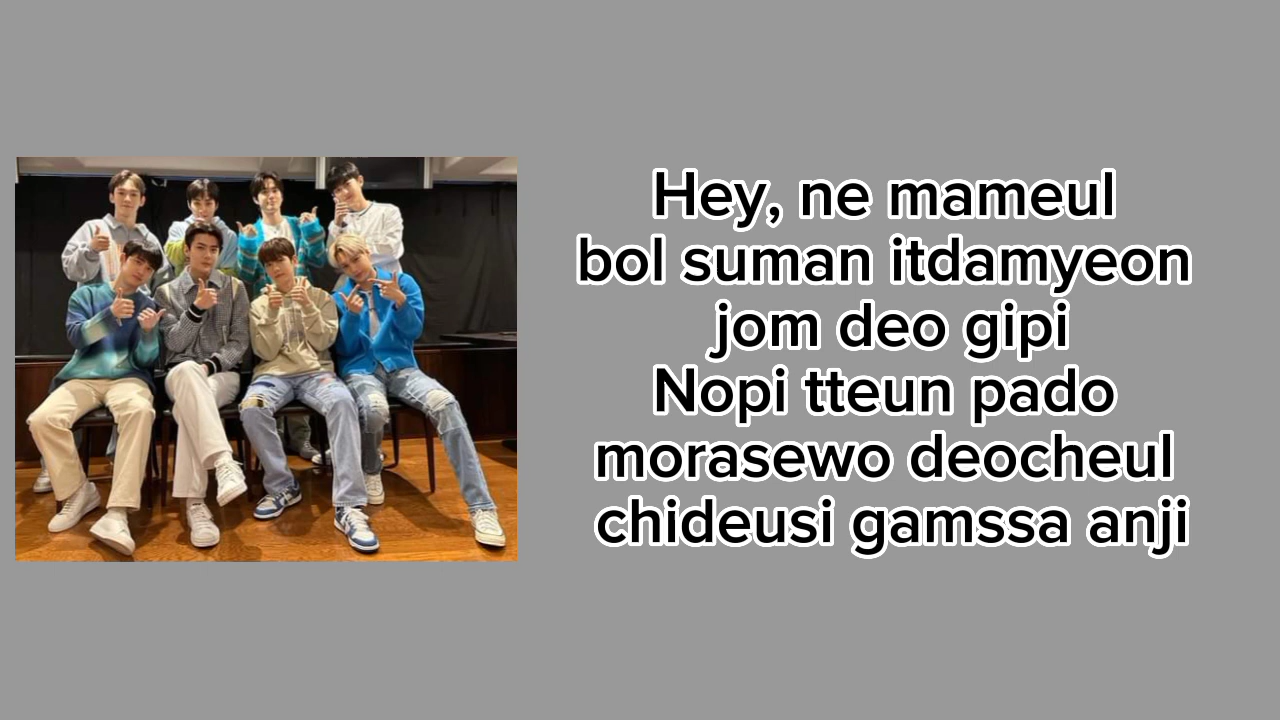 Hey, ne mameul
bol suman itdamyeon
jom deo gipi
Nopi tteun pado
morasewo deocheul
chideusi gamssa anji